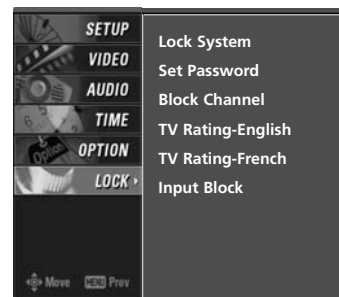 SETUP
VIDEO
AUDIO
TIME
OPTION
LOCK
Move MENU Prev
Lock System
Set Password
Block Channel
TV Rating-English
TV Rating-French
Input Block